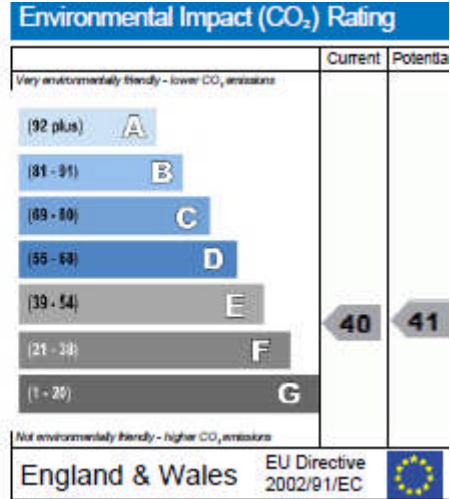 Environmental Impact (CO₂) Rating
Current Potentia
Very environmentally friendly - lower CO₂ emissions
(92 plus) A
(81 - 91) B
(69 - 80) C
(55 - 68) D
(39 - 54) E
(21 - 38) F
(1 - 20) G
40
41
Not environmentally friendly - higher CO₂ emissions
England & Wales
EU Directive
2002/91/EC